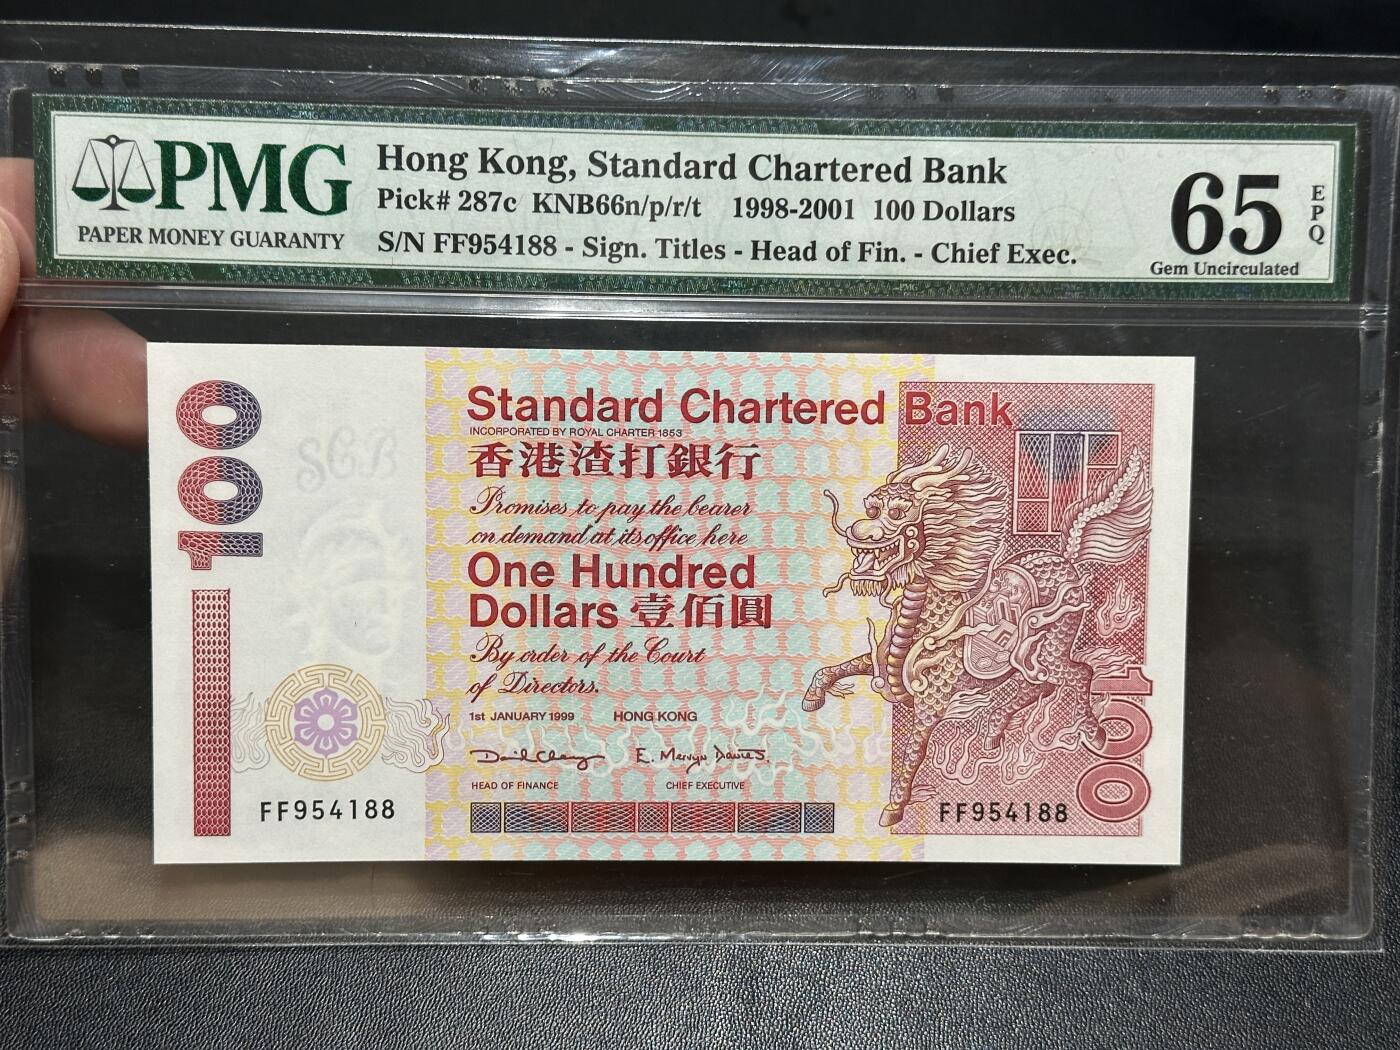 PMG
PAPER MONEY GUARANTY
Hong Kong, Standard Chartered Bank
Pick# 287c KNB66n/p/r/t 1998-2001 100 Dollars
S/N FF954188 - Sign. Titles - Head of Fin. - Chief Exec.
65
EPQ
Gem Uncirculated
100
SCB
Standard Chartered Bank
INCORPORATED BY ROYAL CHARTER 1853
香港渣打銀行
Promises to pay the bearer
on demand at its office here
One Hundred
Dollars 壹佰圓
By order of the Court
of Directors.
1st JANUARY 1999 HONG KONG
David Chang E. Mervyn Davies.
HEAD OF FINANCE CHIEF EXECUTIVE
FF954188
FF954188
100